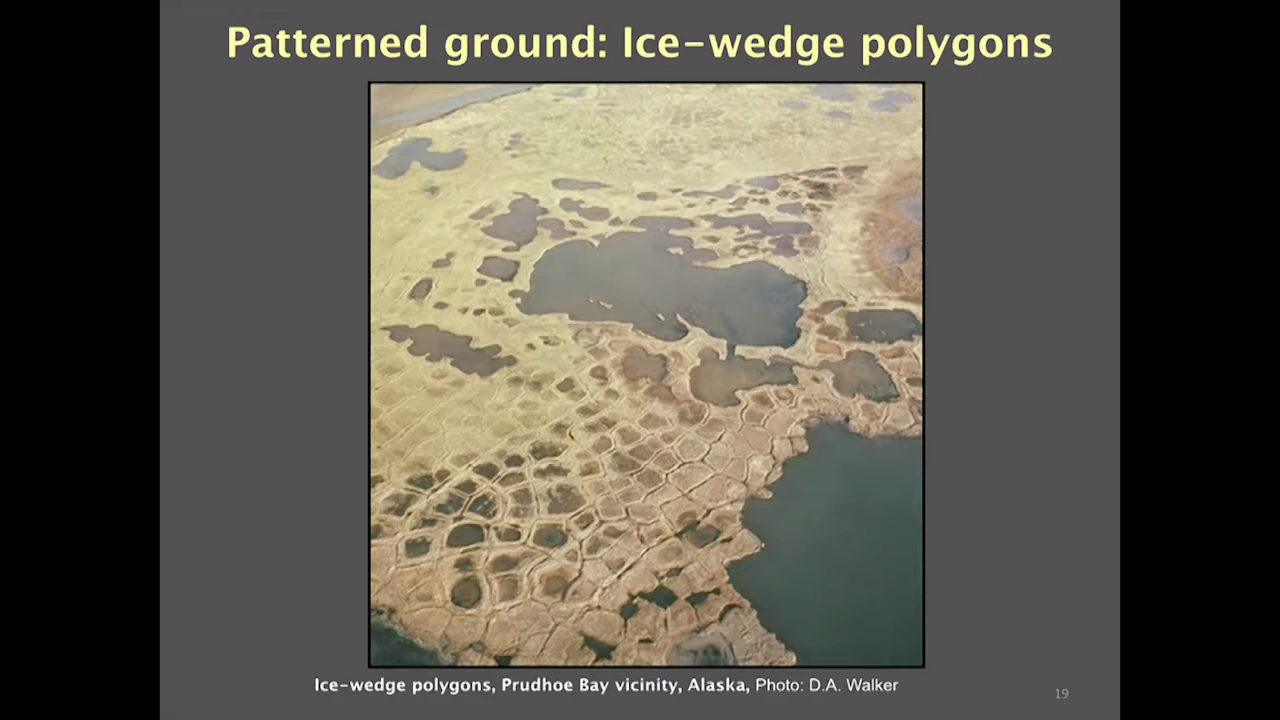 Patterned ground: Ice-wedge polygons
Ice-wedge polygons, Prudhoe Bay vicinity, Alaska, Photo: D.A. Walker
19